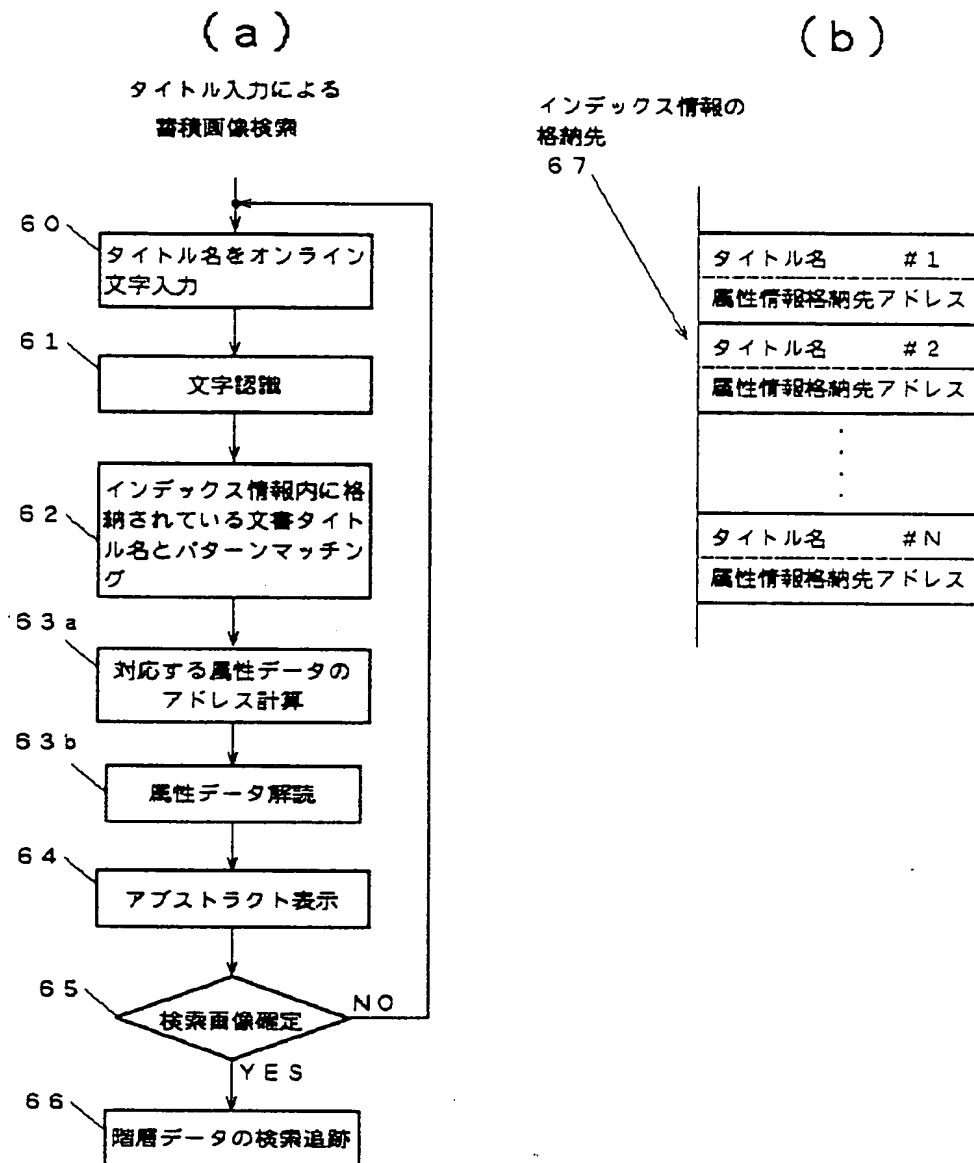 (a)
タイトル入力による
蓄積画像検索
60
タイトル名をオンライン
文字入力
61
文字認識
62
インデックス情報内に格
納されている文書タイト
ル名とパターンマッチン
グ
63a
対応する属性データの
アドレス計算
63b
属性データ解読
64
アブストラクト表示
65
検索画像確定
NO
YES
66
階層データの検索追跡
(b)
インデックス情報の
格納先
67
タイトル名 #1
属性情報格納先アドレス
タイトル名 #2
属性情報格納先アドレス
タイトル名 #N
属性情報格納先アドレス